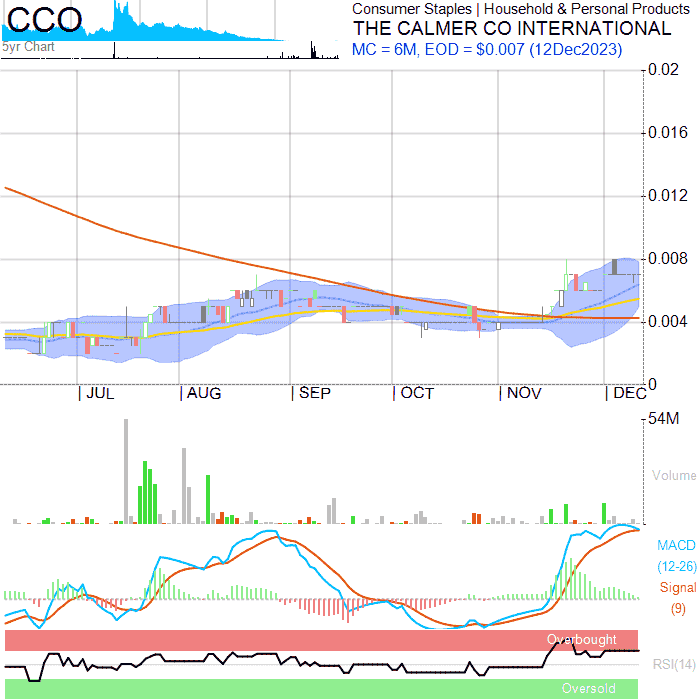 CCO
5yr Chart
Consumer Staples | Household & Personal Products
THE CALMER CO INTERNATIONAL
MC = 6M, EOD = $0.007 (12Dec2023)
0.02
0.016
0.012
0.008
0.004
0
JUL
AUG
SEP
OCT
NOV
DEC
54M
Volume
MACD
(12-26)
Signal
(9)
Overbought
RSI(14)
Oversold